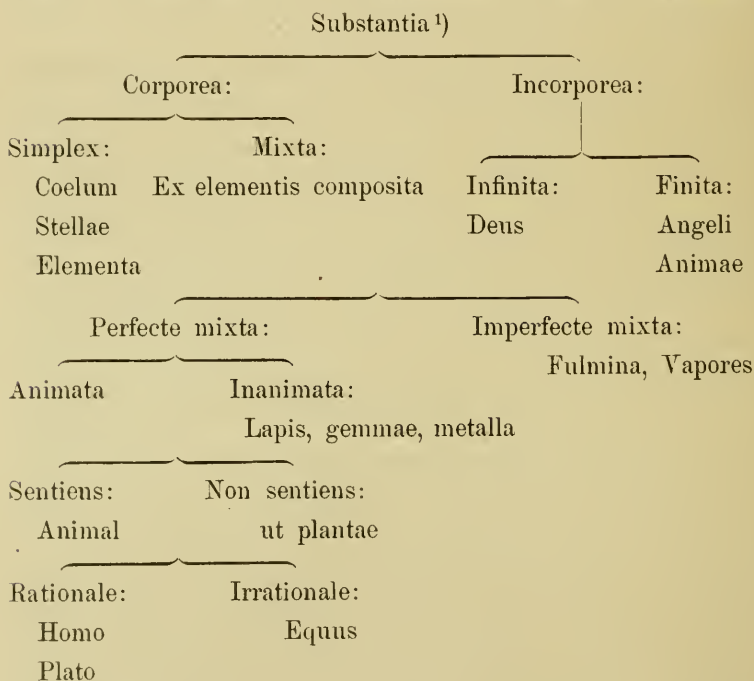 Substantia ¹)
Corporea: Incorporea:
Simplex: Mixta: 
Coelum Ex elementis composita Infinita: Finita:
Stellae Deus Angeli
Elementa Animae
Perfecte mixta: Imperfecte mixta:
Fulmina, Vapores
Animata Inanimata:
Lapis, gemmae, metalla
Sentiens: Non sentiens:
Animal ut plantae
Rationale: Irrationale:
Homo Equus
Plato